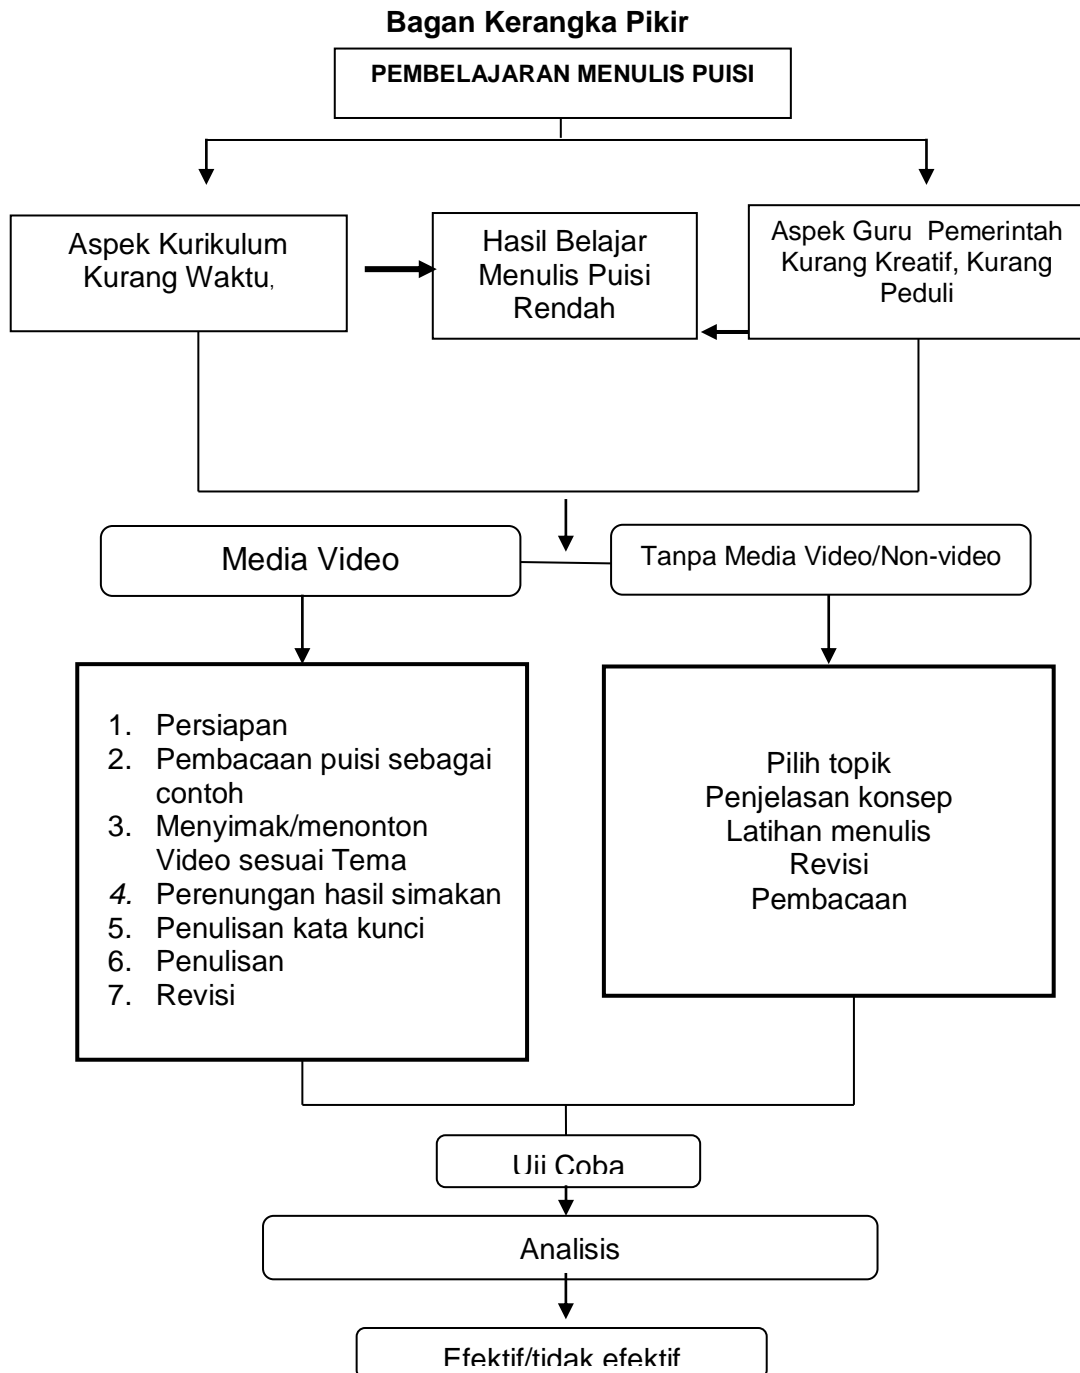 Bagan Kerangka Pikir
PEMBELAJARAN MENULIS PUISI
Aspek Kurikulum
Kurang Waktu,
Hasil Belajar
Menulis Puisi
Rendah
Aspek Guru Pemerintah
Kurang Kreatif, Kurang
Peduli
Media Video
Tanpa Media Video/Non-video
1. Persiapan
2. Pembacaan puisi sebagai
contoh
3. Menyimak/menonton
Video sesuai Tema
4. Perenungan hasil simakan
5. Penulisan kata kunci
6. Penulisan
7. Revisi
Pilih topik
Penjelasan konsep
Latihan menulis
Revisi
Pembacaan
Uji Coba
Analisis
Efektif/tidak efektif